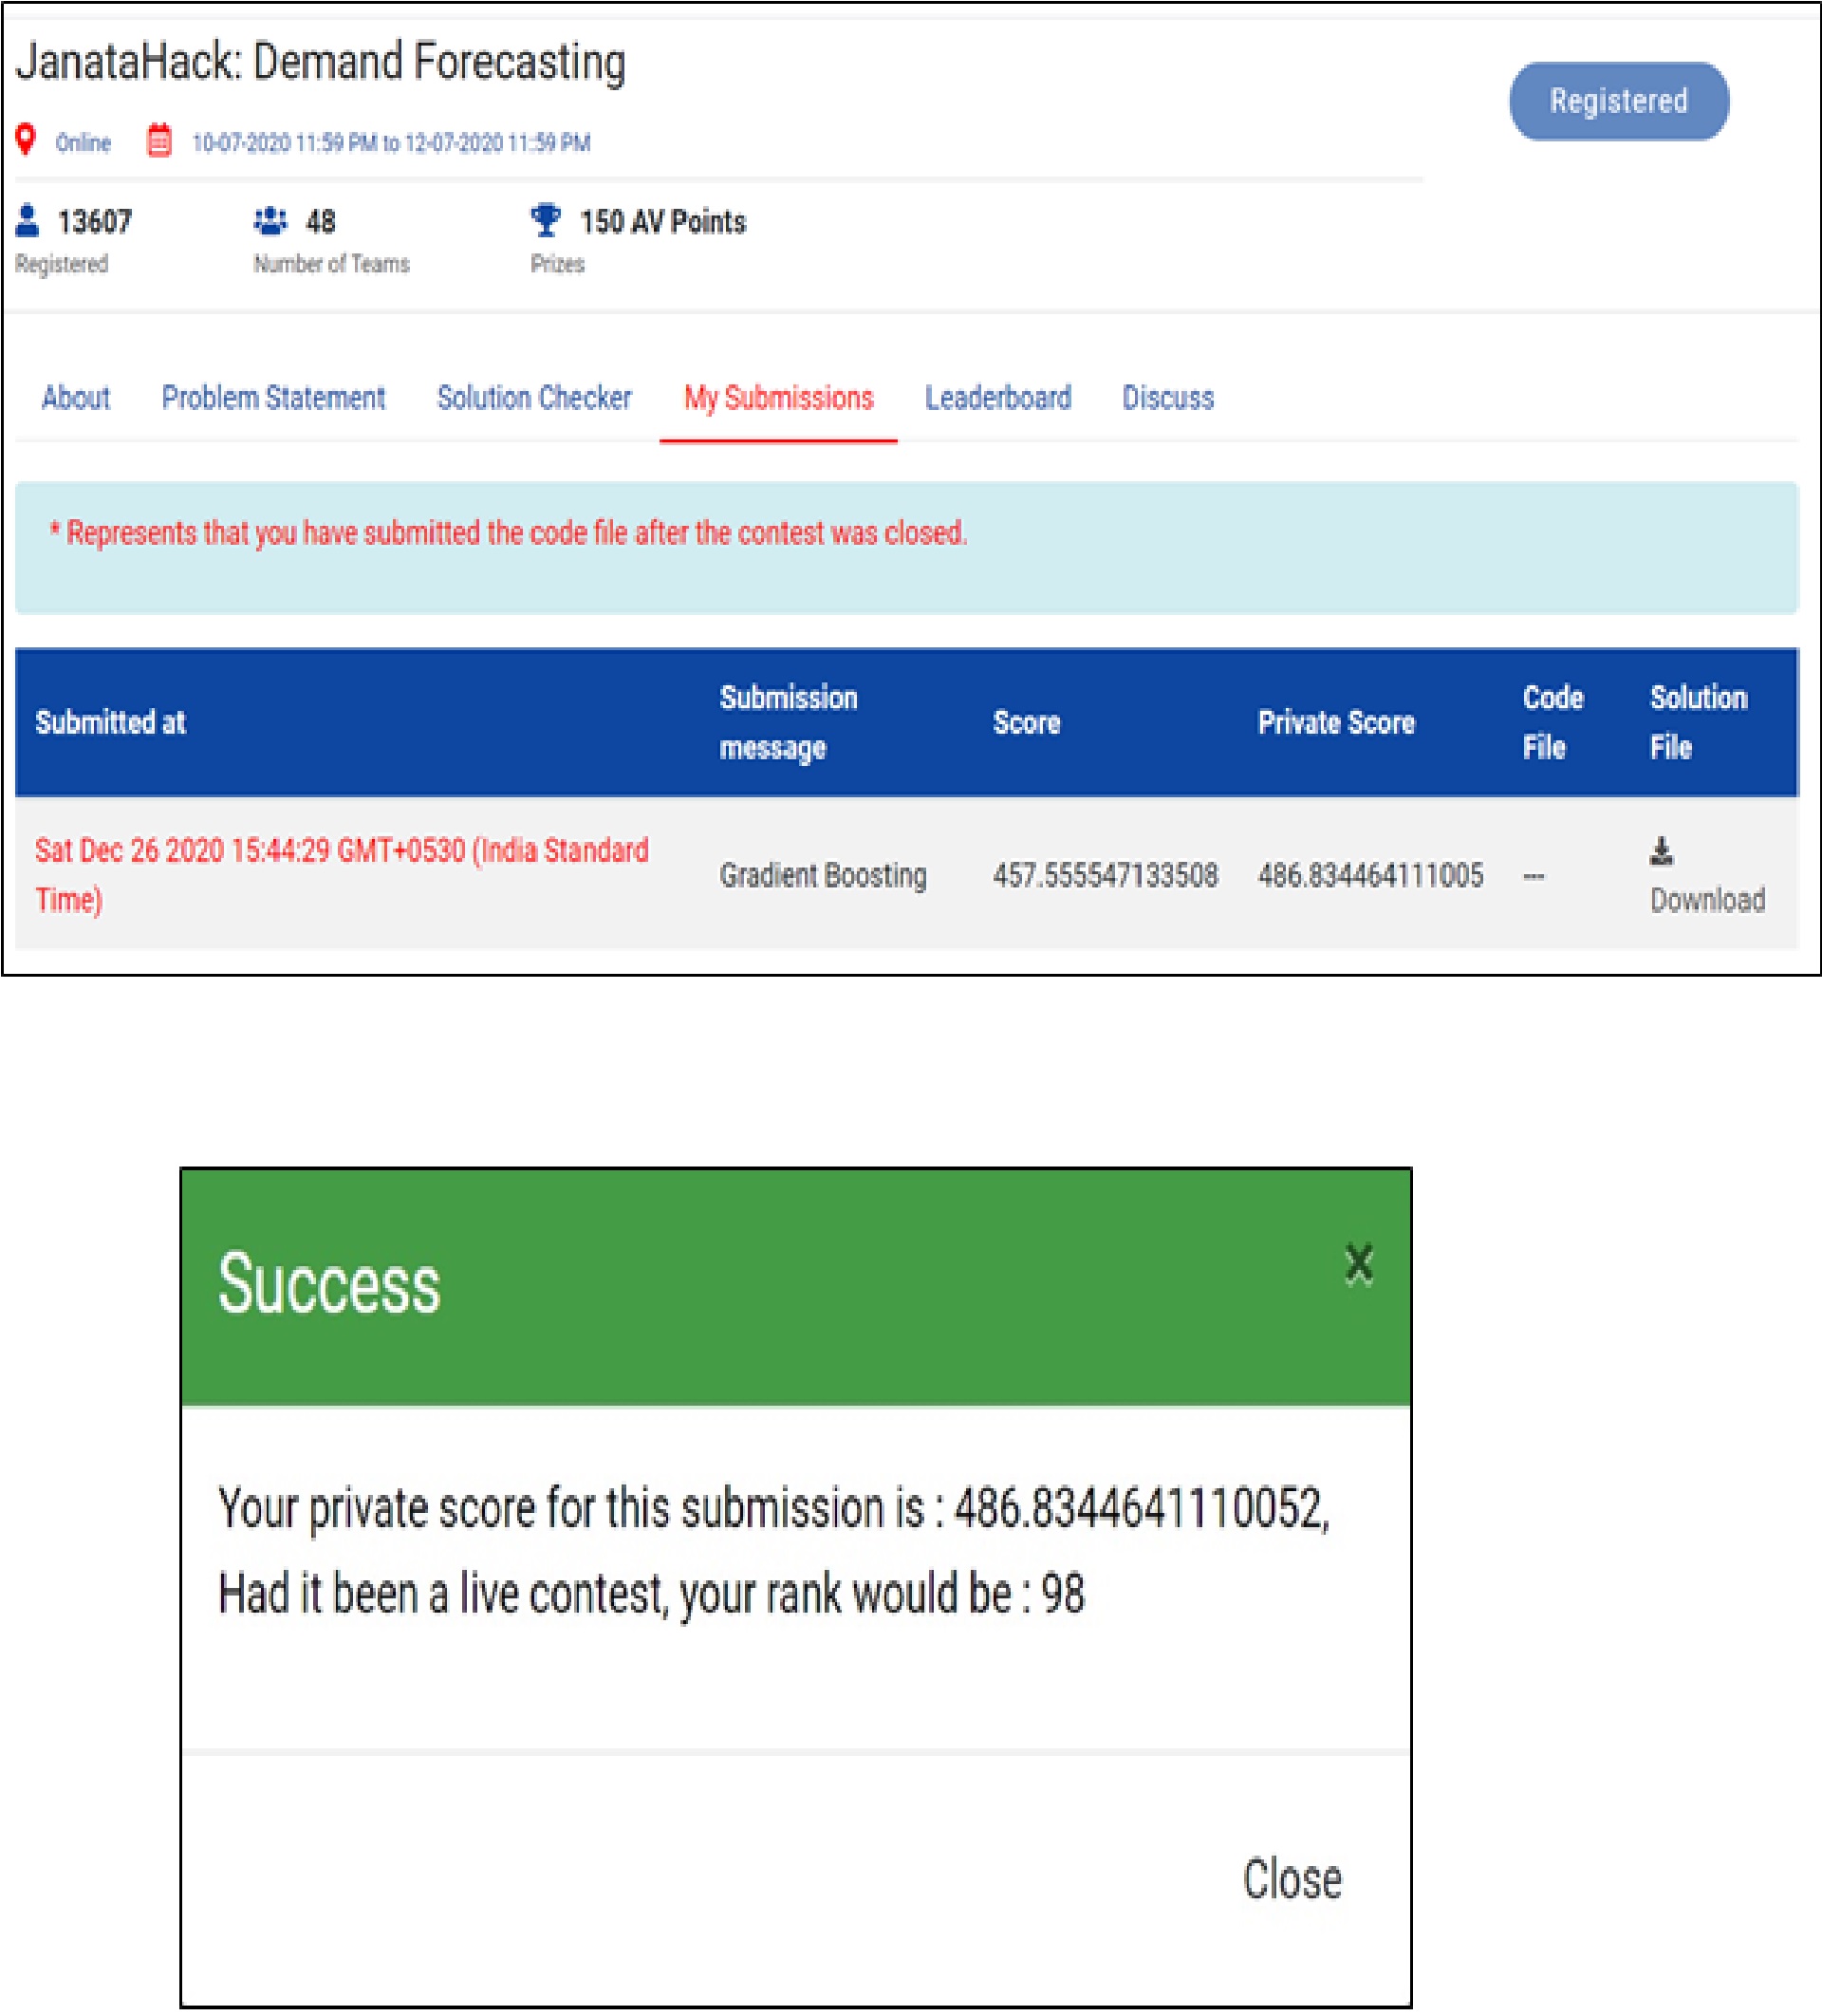 JanataHack: Demand Forecasting
Registered
Online 10-07-2020 11:59 PM to 12-07-2020 11:59 PM
13607 48 150 AV Points
Registered Number of Teams Prizes
About Problem Statement Solution Checker My Submissions Leaderboard Discuss
* Represents that you have submitted the code file after the contest was closed.
Submitted at Submission message Score Private Score Code File Solution File
Sat Dec 26 2020 15:44:29 GMT+0530 (India Standard
Time)
Gradient Boosting 457.555547133508 486.834464111005 --- Download
Success x
Your private score for this submission is : 486.8344641110052,
Had it been a live contest, your rank would be : 98
Close